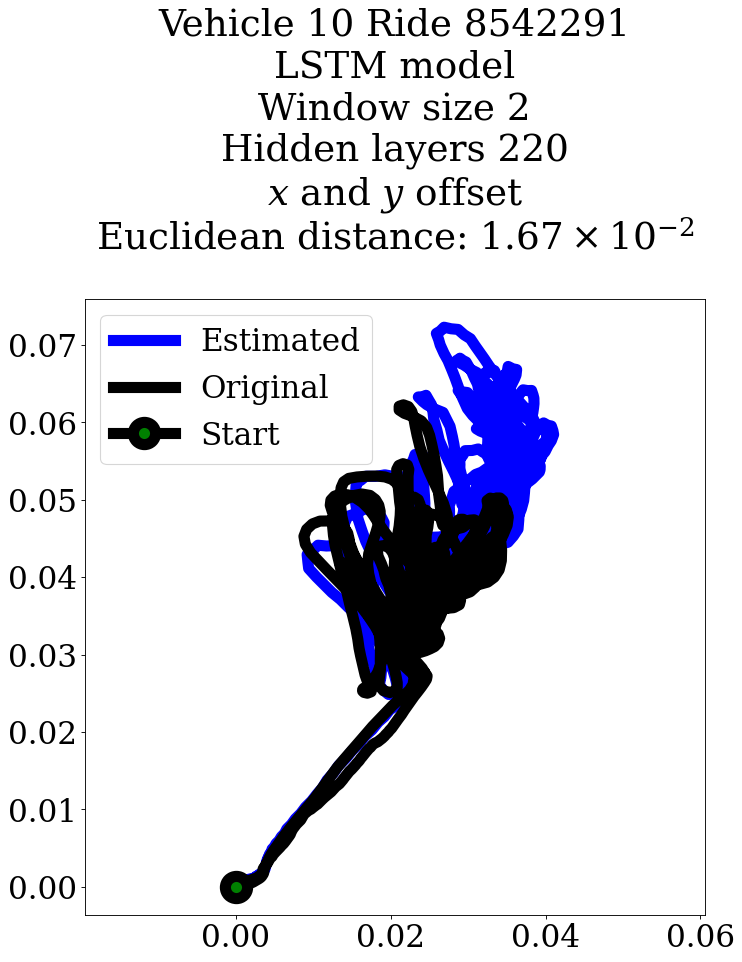 Vehicle 10 Ride 8542291
LSTM model
Window size 2
Hidden layers 220
x and y offset
Euclidean distance: 1.67 × 10⁻²
Estimated
Original
Start
0.07
0.06
0.05
0.04
0.03
0.02
0.01
0.00
0.00 0.02 0.04 0.06